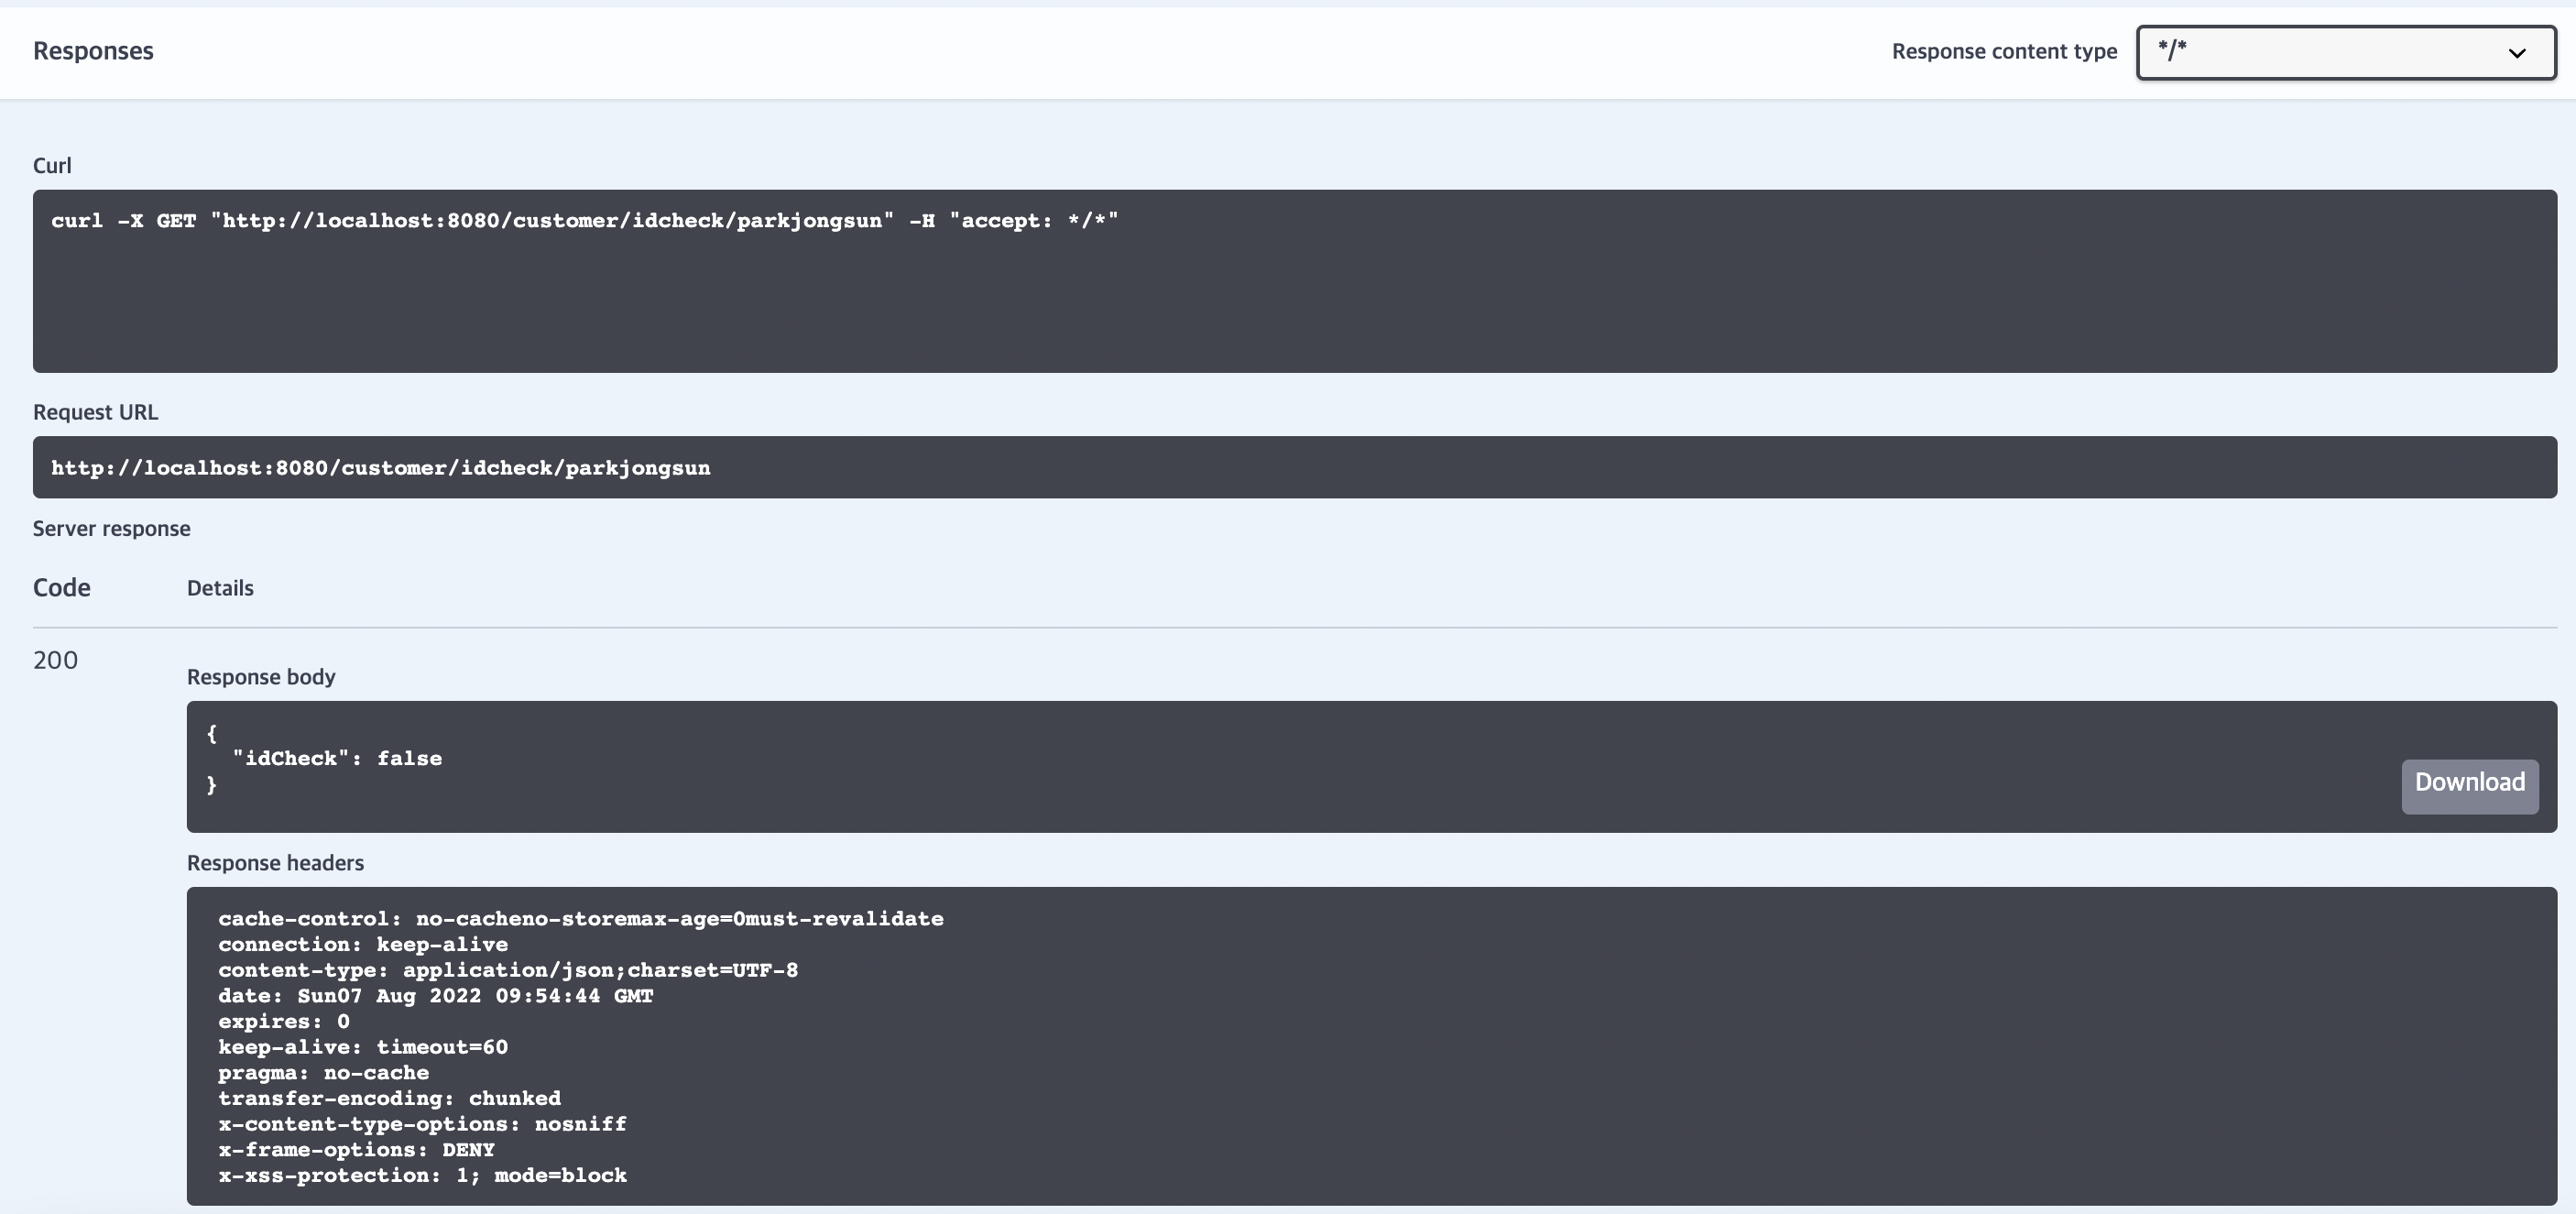 Responses
Response content type */*
Curl
curl -X GET "http://localhost:8080/customer/idcheck/parkjongsun" -H "accept: */*"
Request URL
http://localhost:8080/customer/idcheck/parkjongsun
Server response
Code Details
200
Response body
{
  "idCheck": false
}
Download
Response headers
cache-control: no-cacheno-storemax-age=0must-revalidate
connection: keep-alive
content-type: application/json;charset=UTF-8
date: Sun07 Aug 2022 09:54:44 GMT
expires: 0
keep-alive: timeout=60
pragma: no-cache
transfer-encoding: chunked
x-content-type-options: nosniff
x-frame-options: DENY
x-xss-protection: 1; mode=block